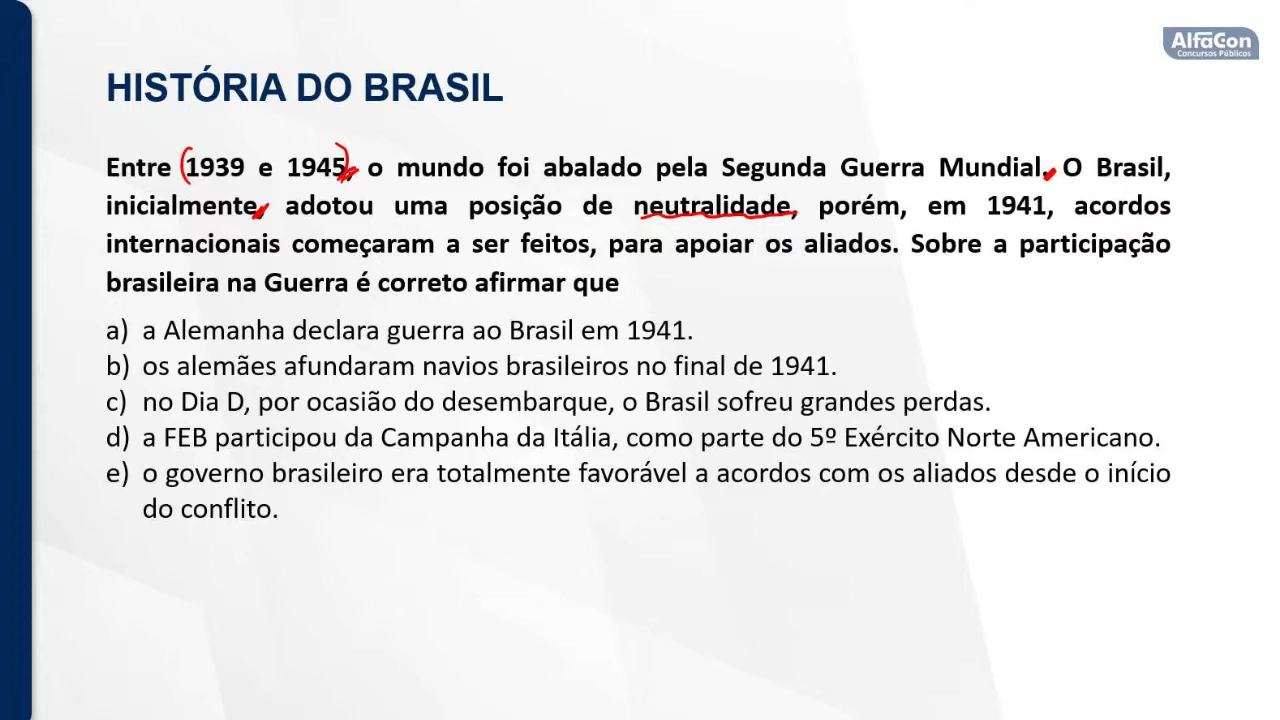 AlfaCon
Concursos Públicos
HISTÓRIA DO BRASIL
Entre (1939 e 1945), o mundo foi abalado pela Segunda Guerra Mundial. O Brasil,
inicialmente, adotou uma posição de neutralidade, porém, em 1941, acordos
internacionais começaram a ser feitos, para apoiar os aliados. Sobre a participação
brasileira na Guerra é correto afirmar que
a) a Alemanha declara guerra ao Brasil em 1941.
b) os alemães afundaram navios brasileiros no final de 1941.
c) no Dia D, por ocasião do desembarque, o Brasil sofreu grandes perdas.
d) a FEB participou da Campanha da Itália, como parte do 5º Exército Norte Americano.
e) o governo brasileiro era totalmente favorável a acordos com os aliados desde o início
do conflito.